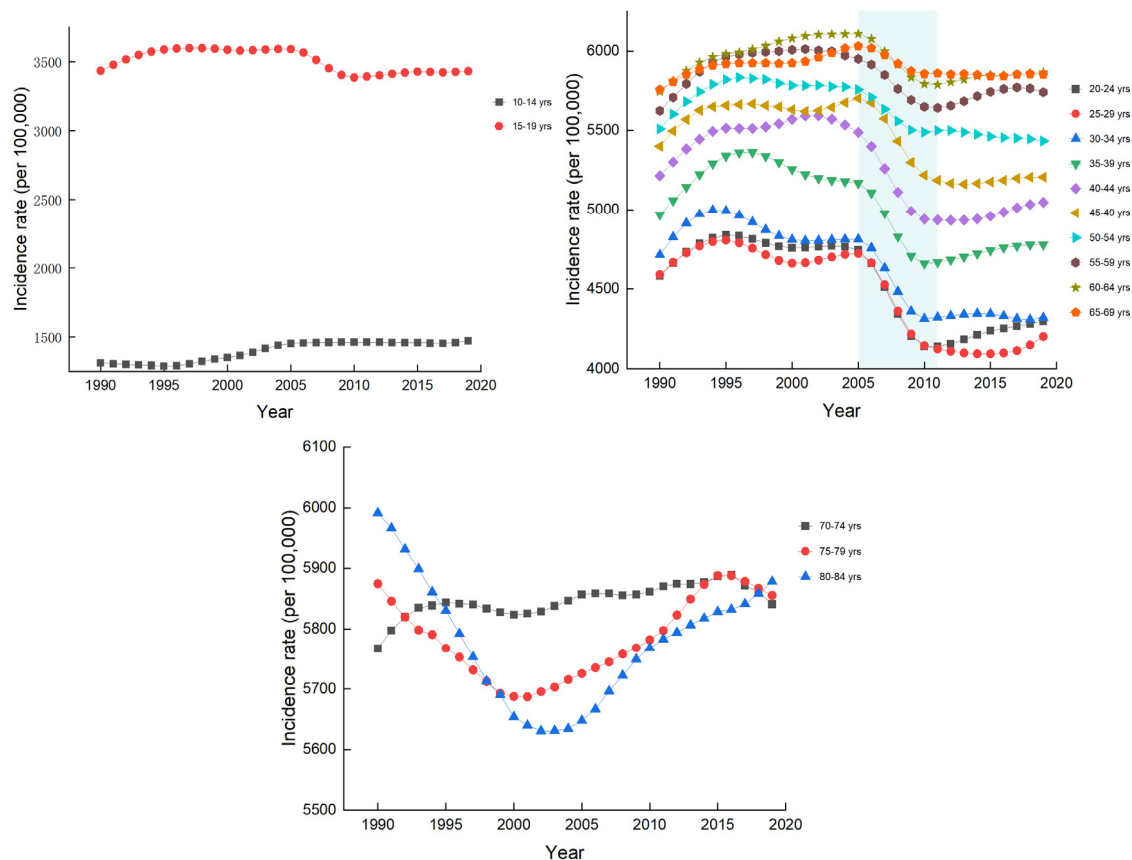 Incidence rate (per 100,000)
3500
3000
2500
2000
1500
1990 1995 2000 2005 2010 2015 2020
Year
10-14 yrs
15-19 yrs
Incidence rate (per 100,000)
6000
5500
5000
4500
4000
1990 1995 2000 2005 2010 2015 2020
Year
20-24 yrs
25-29 yrs
30-34 yrs
35-39 yrs
40-44 yrs
45-40 yrs
50-54 yrs
55-59 yrs
60-64 yrs
65-69 yrs
Incidence rate (per 100,000)
6100
6000
5900
5800
5700
5600
5500
1990 1995 2000 2005 2010 2015 2020
Year
70-74 yrs
75-79 yrs
80-84 yrs